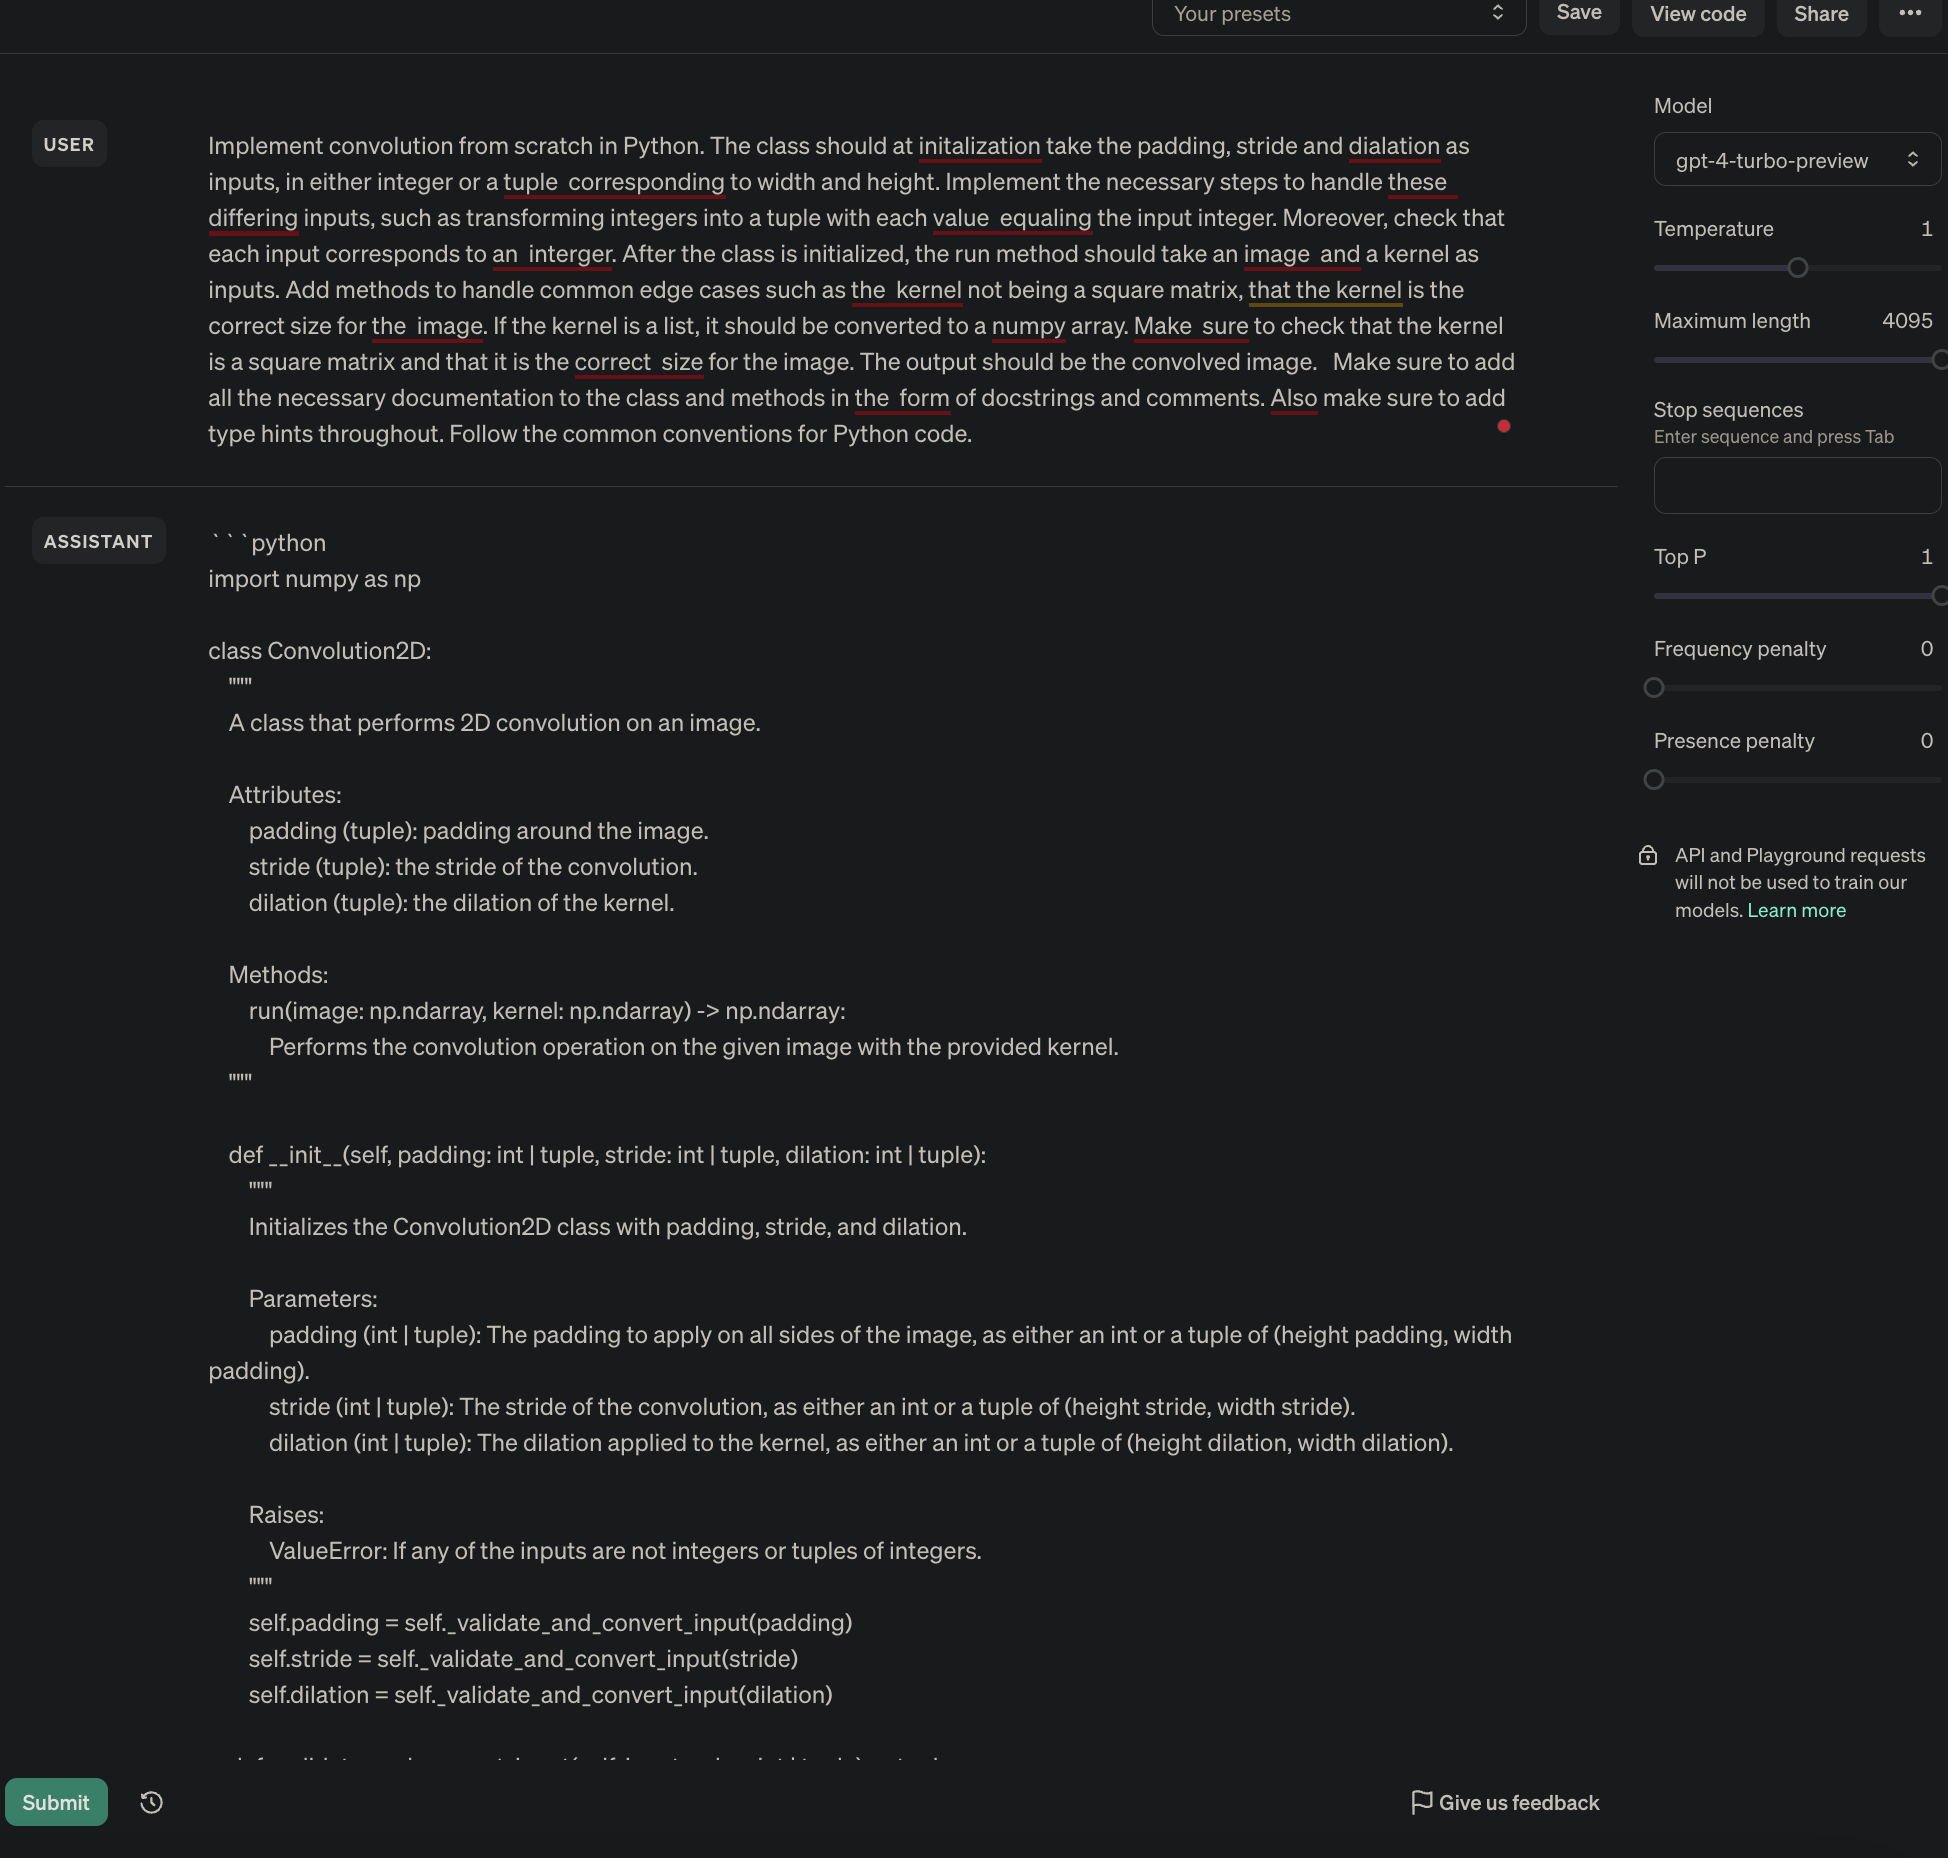 Your presets
Save
View code
Share
USER
Implement convolution from scratch in Python. The class should at initalization take the padding, stride and dialation as
inputs, in either integer or a tuple  corresponding to width and height. Implement the necessary steps to handle these
differing inputs, such as transforming integers into a tuple with each value  equaling the input integer. Moreover, check that
each input corresponds to an  interger. After the class is initialized, the run method should take an image  and a kernel as
inputs. Add methods to handle common edge cases such as the  kernel not being a square matrix, that the kernel is the
correct size for the  image. If the kernel is a list, it should be converted to a numpy array. Make  sure to check that the kernel
is a square matrix and that it is the correct  size for the image. The output should be the convolved image.   Make sure to add
all the necessary documentation to the class and methods in the  form of docstrings and comments. Also make sure to add
type hints throughout. Follow the common conventions for Python code.
ASSISTANT
```python
import numpy as np
class Convolution2D:
"""
A class that performs 2D convolution on an image.
Attributes:
padding (tuple): padding around the image.
stride (tuple): the stride of the convolution.
dilation (tuple): the dilation of the kernel.
Methods:
run(image: np.ndarray, kernel: np.ndarray) -> np.ndarray:
Performs the convolution operation on the given image with the provided kernel.
"""
def __init__(self, padding: int | tuple, stride: int | tuple, dilation: int | tuple):
"""
Initializes the Convolution2D class with padding, stride, and dilation.
Parameters:
padding (int | tuple): The padding to apply on all sides of the image, as either an int or a tuple of (height padding, width
padding).
stride (int | tuple): The stride of the convolution, as either an int or a tuple of (height stride, width stride).
dilation (int | tuple): The dilation applied to the kernel, as either an int or a tuple of (height dilation, width dilation).
Raises:
ValueError: If any of the inputs are not integers or tuples of integers.
"""
self.padding = self._validate_and_convert_input(padding)
self.stride = self._validate_and_convert_input(stride)
self.dilation = self._validate_and_convert_input(dilation)
Submit
Give us feedback
Model
gpt-4-turbo-preview
Temperature 1
Maximum length 4095
Stop sequences
Enter sequence and press Tab
Top P 1
Frequency penalty 0
Presence penalty 0
API and Playground requests
will not be used to train our
models. Learn more